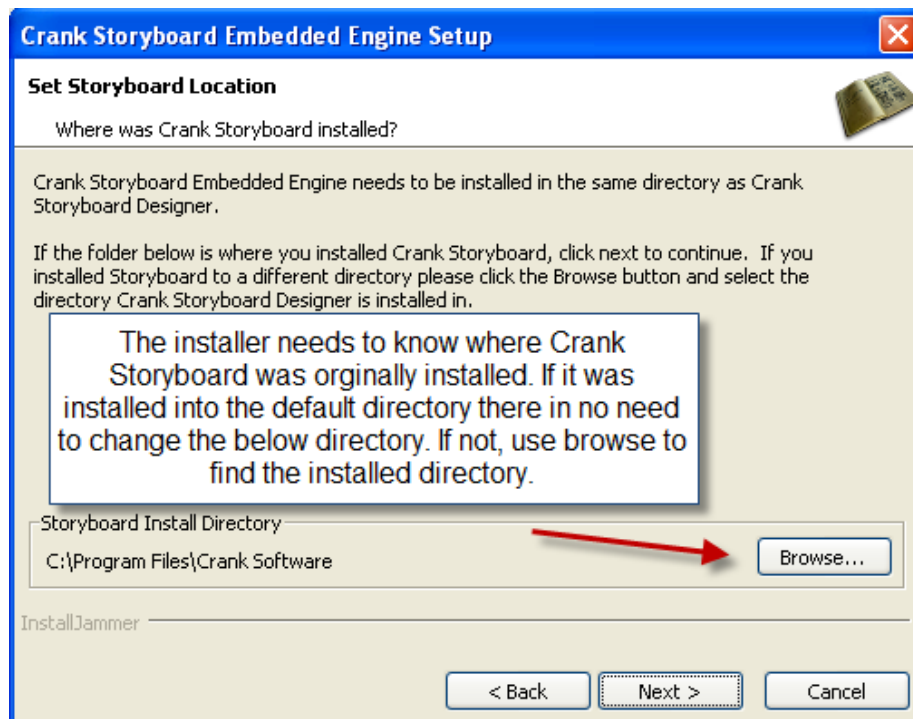 Crank Storyboard Embedded Engine Setup
Set Storyboard Location
Where was Crank Storyboard installed?
Crank Storyboard Embedded Engine needs to be installed in the same directory as Crank
Storyboard Designer.
If the folder below is where you installed Crank Storyboard, click next to continue.  If you
installed Storyboard to a different directory please click the Browse button and select the
directory Crank Storyboard Designer is installed in.
The installer needs to know where Crank
Storyboard was orginally installed. If it was
installed into the default directory there in no need
to change the below directory. If not, use browse to
find the installed directory.
Storyboard Install Directory
C:\Program Files\Crank Software
Browse...
InstallJammer
< Back
Next >
Cancel